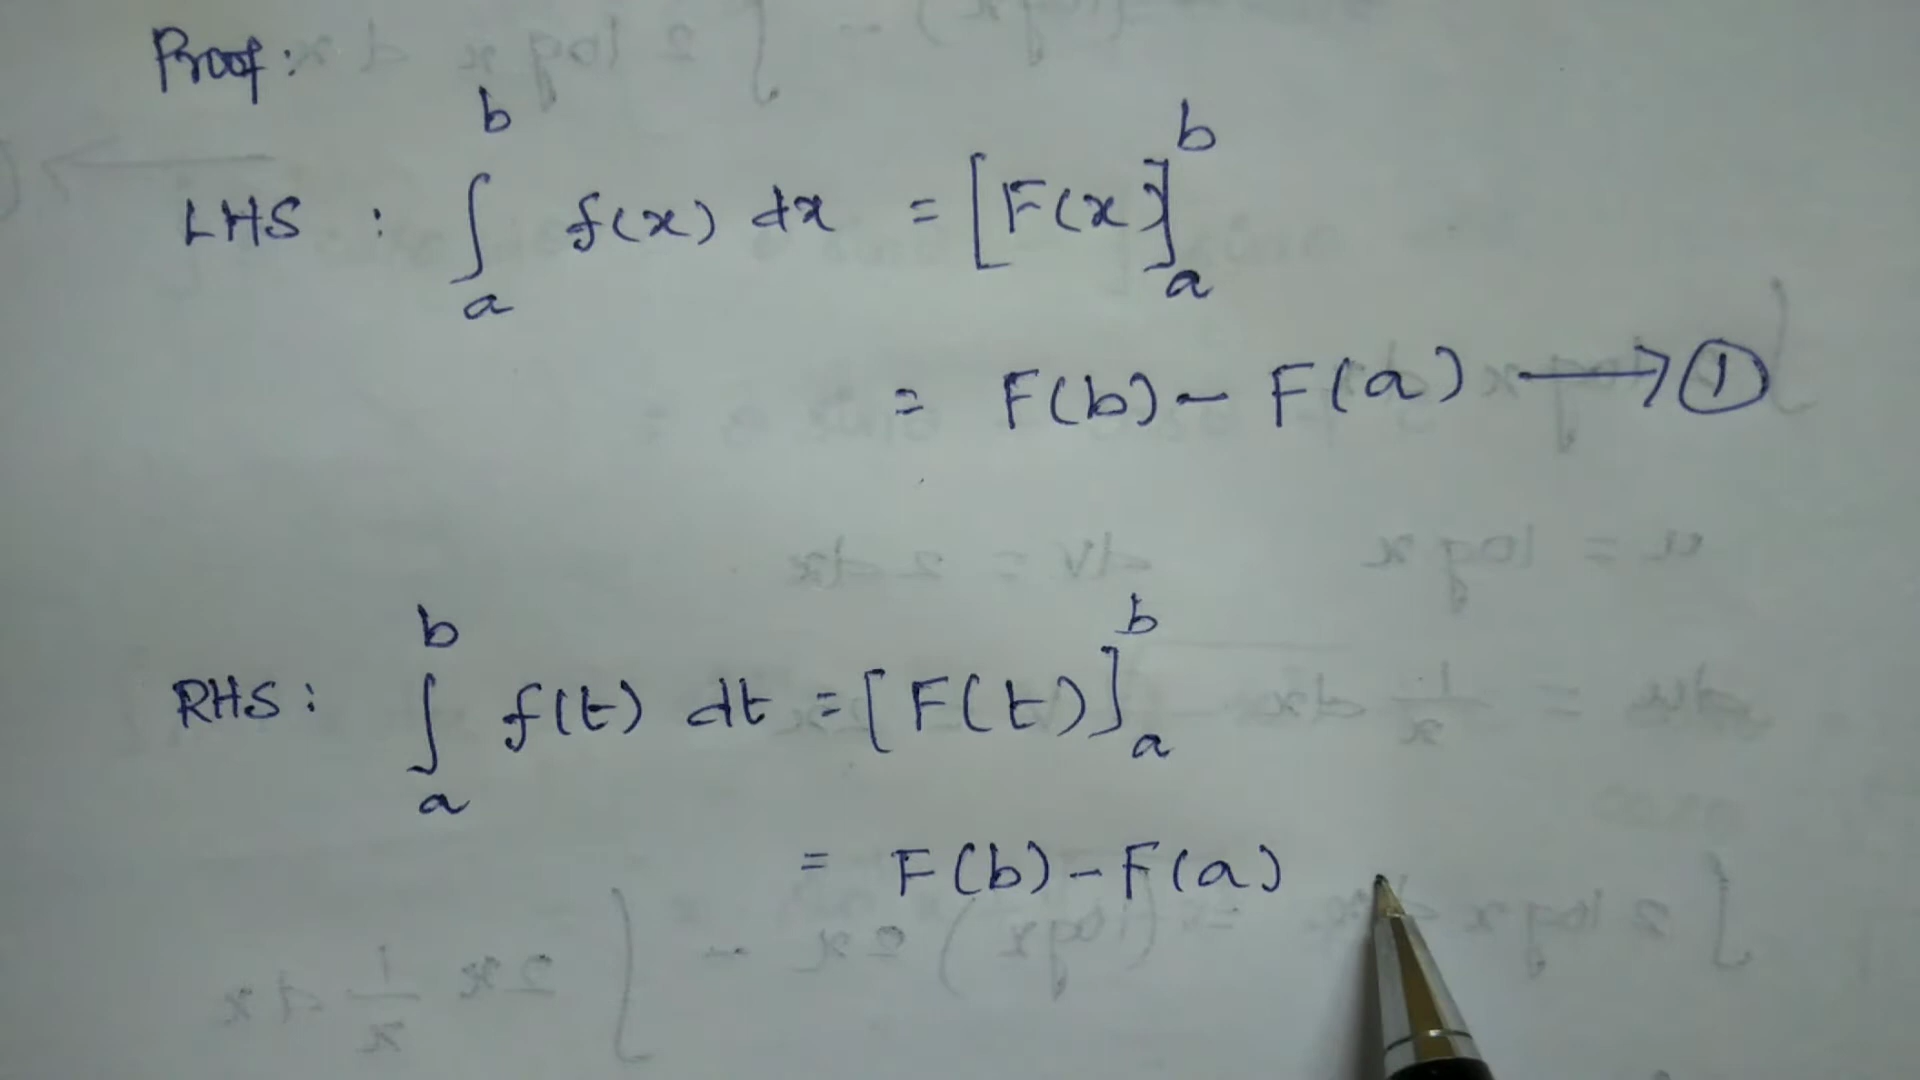 Proof:
LHS : ∫_a^b f(x) dx = [F(x)]_a^b
= F(b) - F(a) → ①
RHS: ∫_a^b f(t) dt = [F(t)]_a^b
= F(b) - F(a)